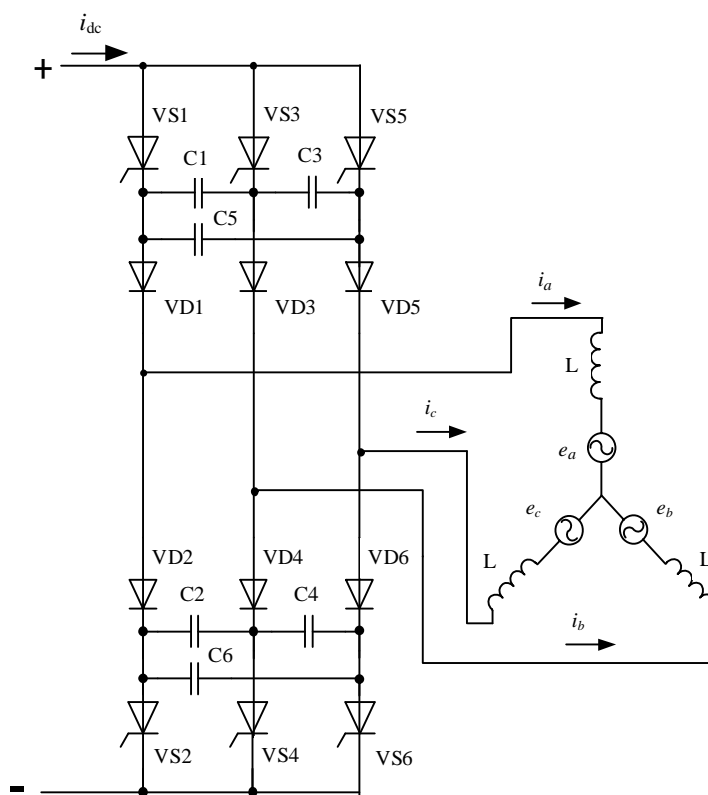 i_dc
+
VS1 VS3 VS5
C1 C3
C5
VD1 VD3 VD5
i_a
L
i_c
e_a
e_c e_b
L L
VD2 VD4 VD6
C2 C4
i_b
C6
VS2 VS4 VS6
-